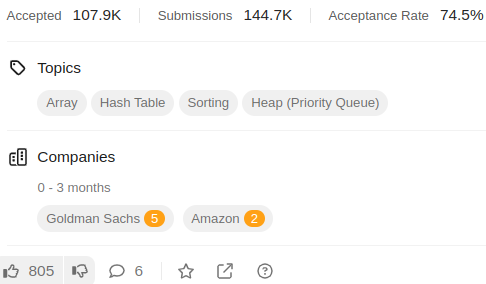 Accepted 107.9K Submissions 144.7K Acceptance Rate 74.5%
Topics
Array Hash Table Sorting Heap (Priority Queue)
Companies
0 - 3 months
Goldman Sachs 5 Amazon 2
805 6